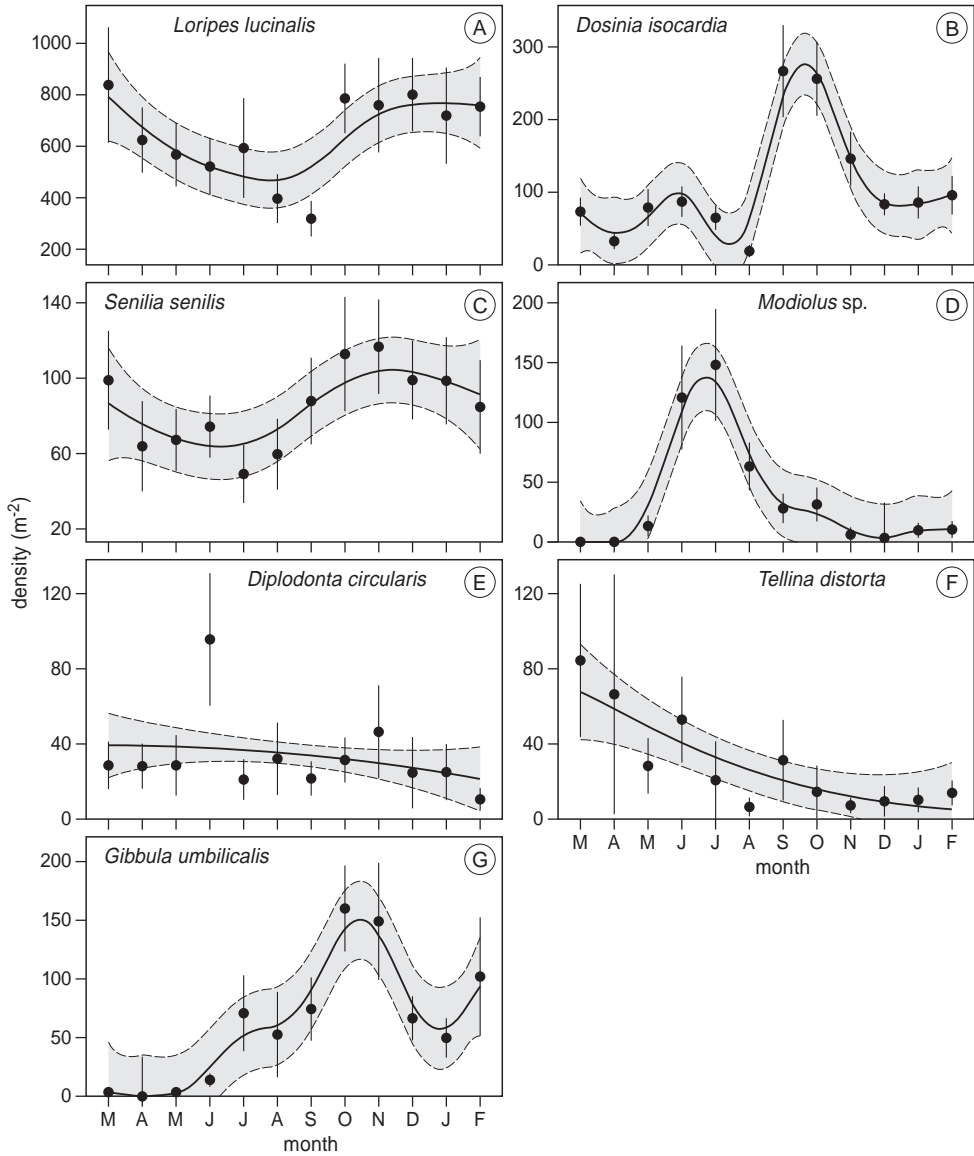 Loripes lucinalis
A
1000
800
600
400
200
Dosinia isocardia
B
300
200
100
0
Senilia senilis
C
140
100
60
20
Modiolus sp.
D
200
150
100
50
0
density (m-2)
Diplodonta circularis
E
120
80
40
0
Tellina distorta
F
120
80
40
0
M A M J J A S O N D J F
month
Gibbula umbilicalis
G
200
150
100
50
0
M A M J J A S O N D J F
month